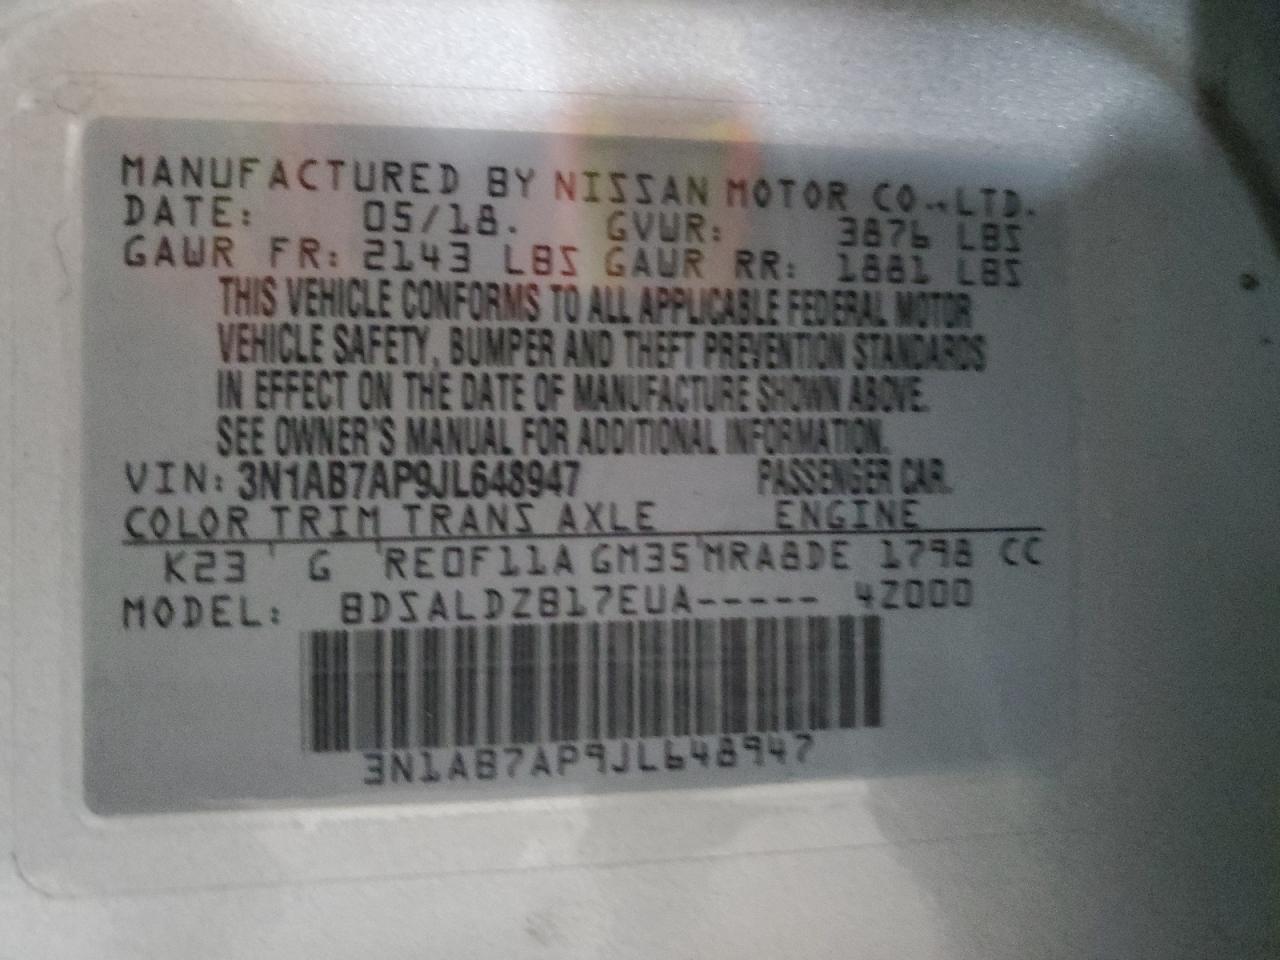 MANUFACTURED BY NISSAN MOTOR CO.,LTD.
DATE: 05/18. GVWR: 3876 LBS
GAWR FR: 2143 LBS GAWR RR: 1881 LBS
THIS VEHICLE CONFORMS TO ALL APPLICABLE FEDERAL MOTOR
VEHICLE SAFETY, BUMPER AND THEFT PREVENTION STANDARDS
IN EFFECT ON THE DATE OF MANUFACTURE SHOWN ABOVE.
SEE OWNER'S MANUAL FOR ADDITIONAL INFORMATION.
VIN: 3N1AB7AP9JL648947 PASSENGER CAR.
COLOR TRIM TRANS AXLE ENGINE
K23 G RE0F11A GM35 MRA8DE 1798 CC
MODEL: BDSALDZB17EUA----- 4Z000
3N1AB7AP9JL648947